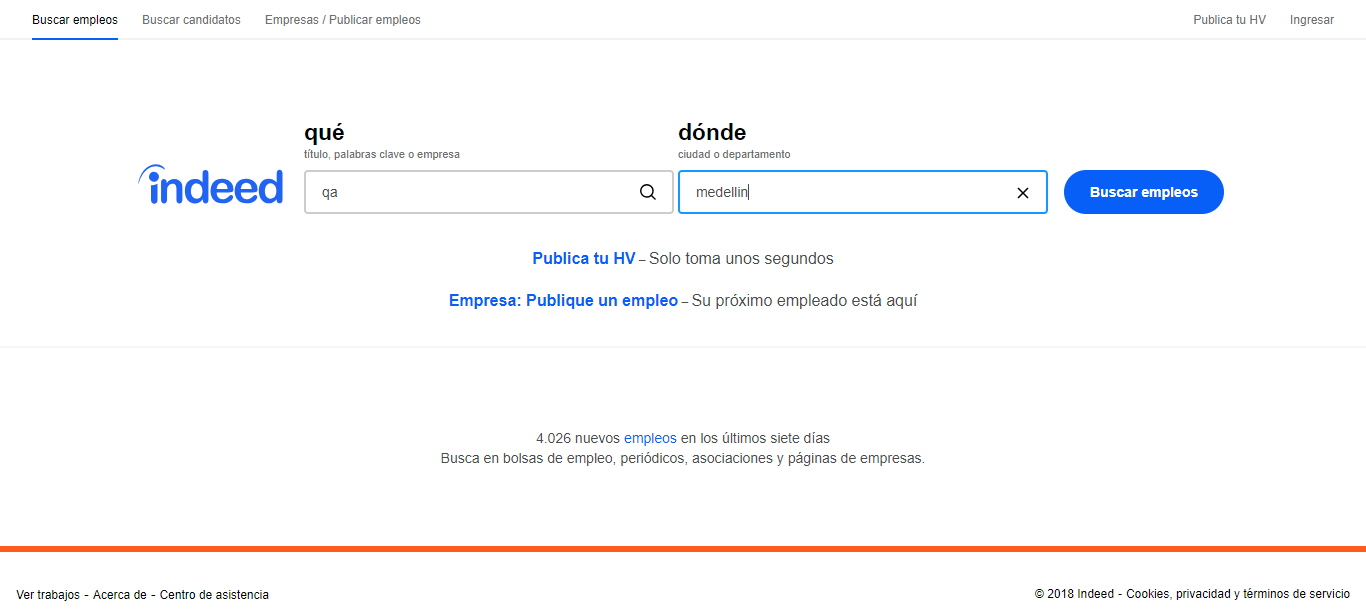 Buscar empleos Buscar candidatos Empresas / Publicar empleos Publica tu HV Ingresar
qué dónde
título, palabras clave o empresa ciudad o departamento
indeed qa medellin Buscar empleos
Publica tu HV – Solo toma unos segundos
Empresa: Publique un empleo – Su próximo empleado está aquí
4.026 nuevos empleos en los últimos siete días
Busca en bolsas de empleo, periódicos, asociaciones y páginas de empresas.
Ver trabajos - Acerca de - Centro de asistencia © 2018 Indeed - Cookies, privacidad y términos de servicio